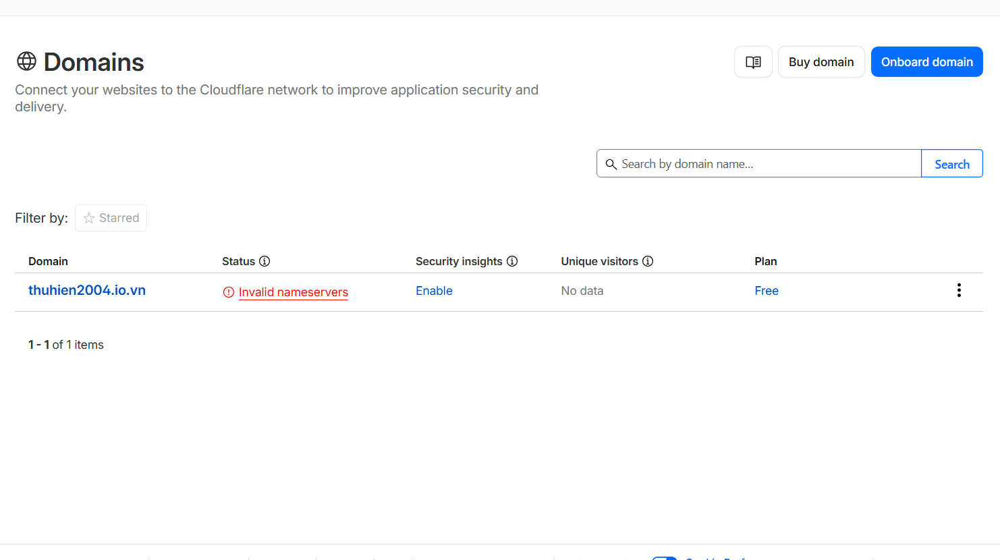 Domains
Connect your websites to the Cloudflare network to improve application security and
delivery.
Buy domain
Onboard domain
Search by domain name...
Search
Filter by:
Starred
Domain Status Security insights Unique visitors Plan
thuhien2004.io.vn Invalid nameservers Enable No data Free
1 - 1 of 1 items